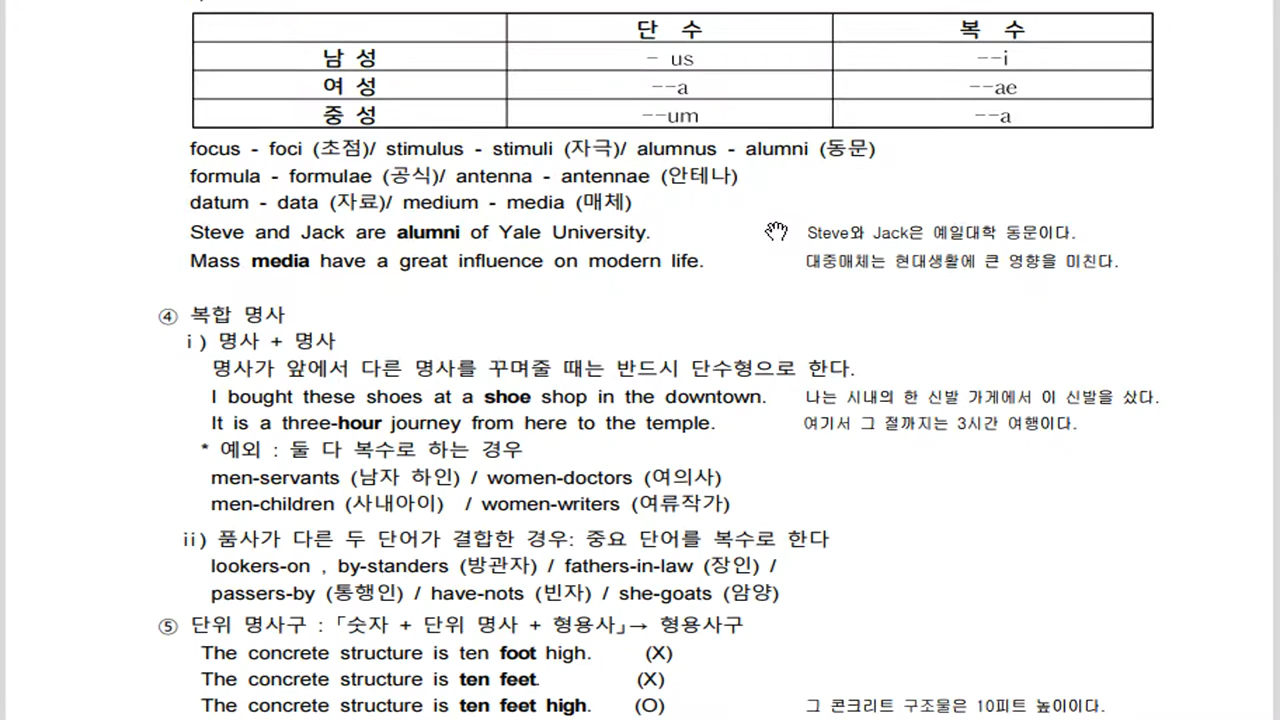 단 수 복 수
남 성 - us --i
여 성 --a --ae
중 성 --um --a
focus - foci (초점)/ stimulus - stimuli (자극)/ alumnus - alumni (동문)
formula - formulae (공식)/ antenna - antennae (안테나)
datum - data (자료)/ medium - media (매체)
Steve and Jack are alumni of Yale University. Steve와 Jack은 예일대학 동문이다.
Mass media have a great influence on modern life. 대중매체는 현대생활에 큰 영향을 미친다.
④ 복합 명사
i) 명사 + 명사
명사가 앞에서 다른 명사를 꾸며줄 때는 반드시 단수형으로 한다.
I bought these shoes at a shoe shop in the downtown. 나는 시내의 한 신발 가게에서 이 신발을 샀다.
It is a three-hour journey from here to the temple. 여기서 그 절까지는 3시간 여행이다.
* 예외 : 둘 다 복수로 하는 경우
men-servants (남자 하인) / women-doctors (여의사)
men-children (사내아이) / women-writers (여류작가)
ii) 품사가 다른 두 단어가 결합한 경우: 중요 단어를 복수로 한다
lookers-on , by-standers (방관자) / fathers-in-law (장인) /
passers-by (통행인) / have-nots (빈자) / she-goats (암양)
⑤ 단위 명사구 : ｢숫자 + 단위 명사 + 형용사｣→ 형용사구
The concrete structure is ten foot high. (X)
The concrete structure is ten feet. (X)
The concrete structure is ten feet high. (O) 그 콘크리트 구조물은 10피트 높이이다.